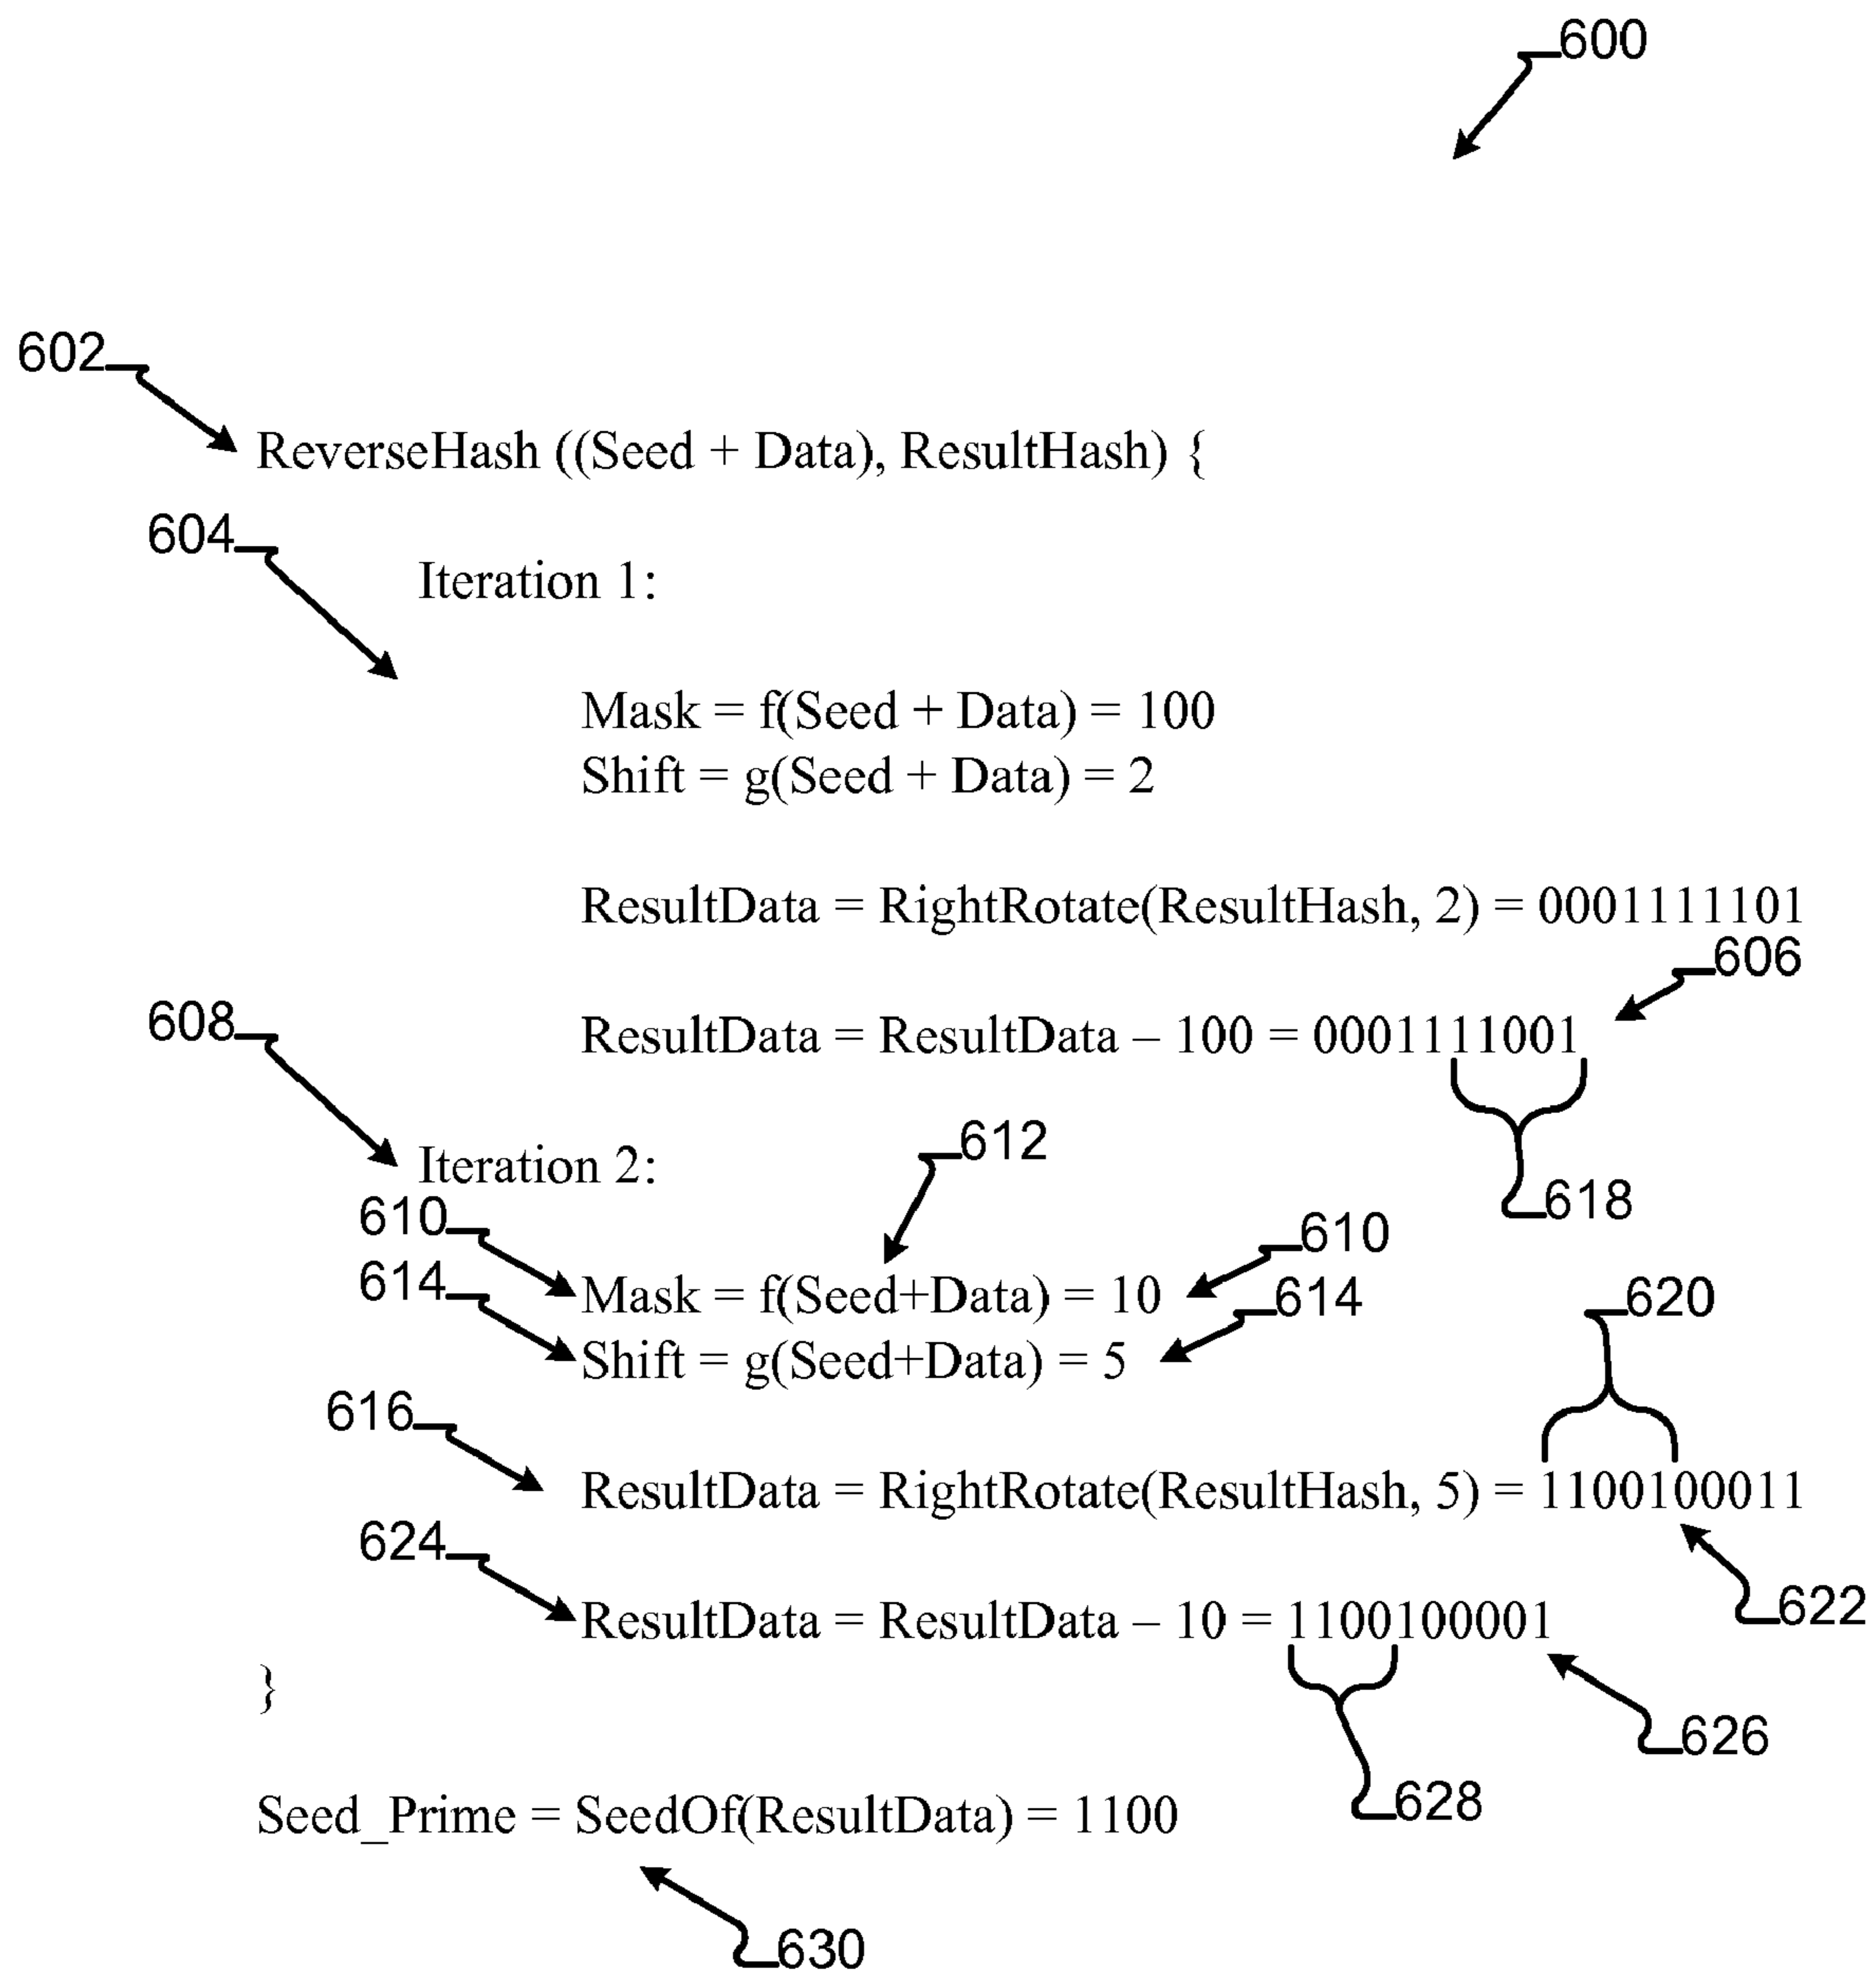 600
602
ReverseHash ((Seed + Data), ResultHash) {
604
Iteration 1:
Mask = f(Seed + Data) = 100
Shift = g(Seed + Data) = 2
ResultData = RightRotate(ResultHash, 2) = 0001111101
606
608
ResultData = ResultData – 100 = 0001111001
612
618
Iteration 2:
610
610
614
614
620
Mask = f(Seed+Data) = 10
Shift = g(Seed+Data) = 5
616
ResultData = RightRotate(ResultHash, 5) = 1100100011
624
622
ResultData = ResultData – 10 = 1100100001
}
626
628
Seed_Prime = SeedOf(ResultData) = 1100
630